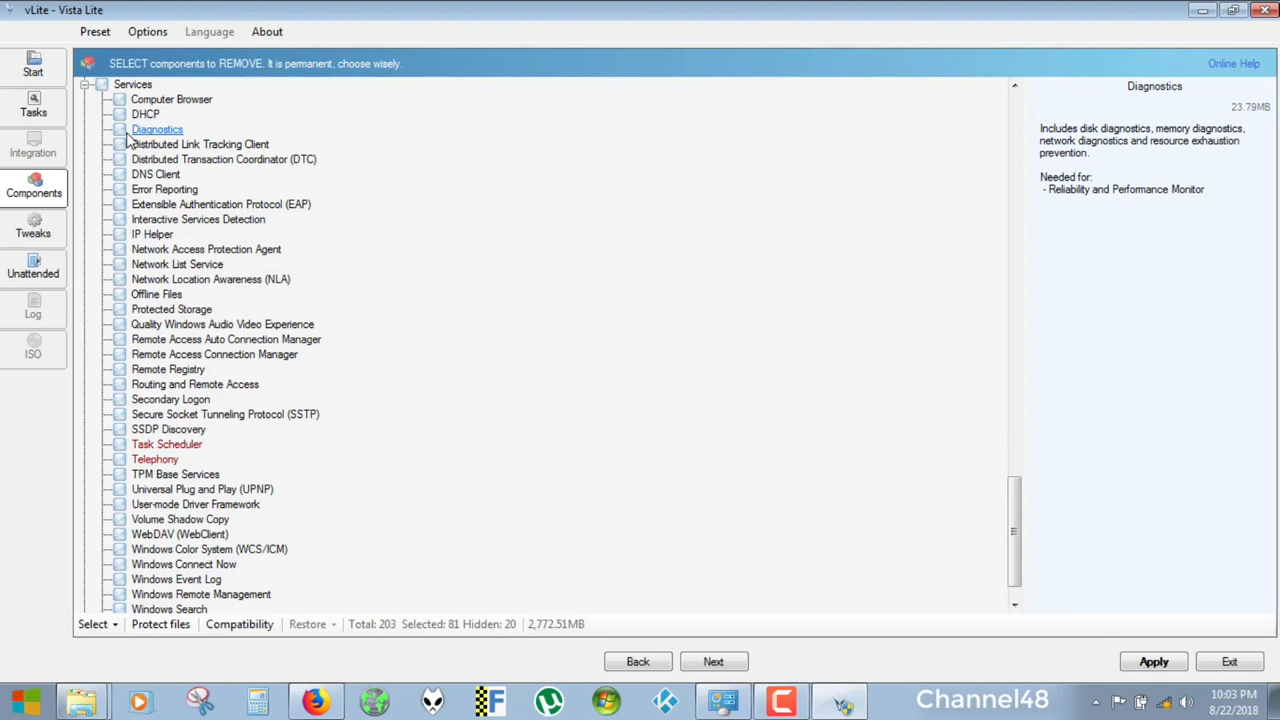 vLite - Vista Lite
Preset Options Language About
SELECT components to REMOVE. It is permanent, choose wisely. Online Help
Start
Tasks
Integration
Components
Tweaks
Unattended
Log
ISO
Services
Computer Browser
DHCP
Diagnostics
Distributed Link Tracking Client
Distributed Transaction Coordinator (DTC)
DNS Client
Error Reporting
Extensible Authentication Protocol (EAP)
Interactive Services Detection
IP Helper
Network Access Protection Agent
Network List Service
Network Location Awareness (NLA)
Offline Files
Protected Storage
Quality Windows Audio Video Experience
Remote Access Auto Connection Manager
Remote Access Connection Manager
Remote Registry
Routing and Remote Access
Secondary Logon
Secure Socket Tunneling Protocol (SSTP)
SSDP Discovery
Task Scheduler
Telephony
TPM Base Services
Universal Plug and Play (UPNP)
User-mode Driver Framework
Volume Shadow Copy
WebDAV (WebClient)
Windows Color System (WCS/ICM)
Windows Connect Now
Windows Event Log
Windows Remote Management
Windows Search
Diagnostics
23.79MB
Includes disk diagnostics, memory diagnostics,
network diagnostics and resource exhaustion
prevention.
Needed for:
- Reliability and Performance Monitor
Select Protect files Compatibility Restore Total: 203 Selected: 81 Hidden: 20 2,772.51MB
Back Next Apply Exit
Channel48
10:03 PM
8/22/2018